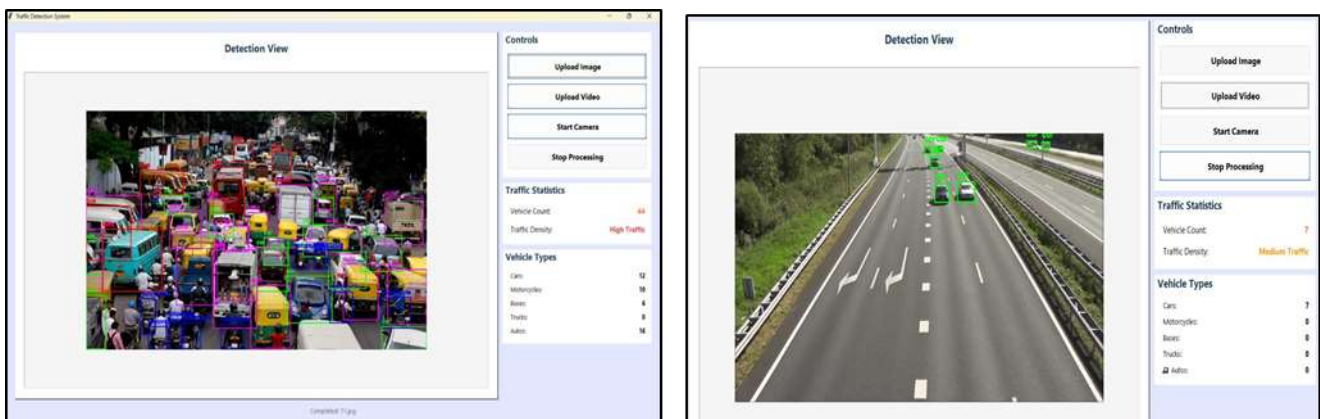 Traffic Detection System
Detection View
Controls
Upload Image
Upload Video
Start Camera
Stop Processing
Traffic Statistics
Vehicle Count: 44
Traffic Density: High Traffic
Vehicle Types
Cars: 12
Motorcycles: 10
Buses: 6
Trucks:
Autos: 16
Completed: 11.jpg
Detection View
Controls
Upload Image
Upload Video
Start Camera
Stop Processing
Traffic Statistics
Vehicle Count: 7
Traffic Density: Medium Traffic
Vehicle Types
Cars: 7
Motorcycles: 0
Buses: 0
Trucks: 0
Autos: 0